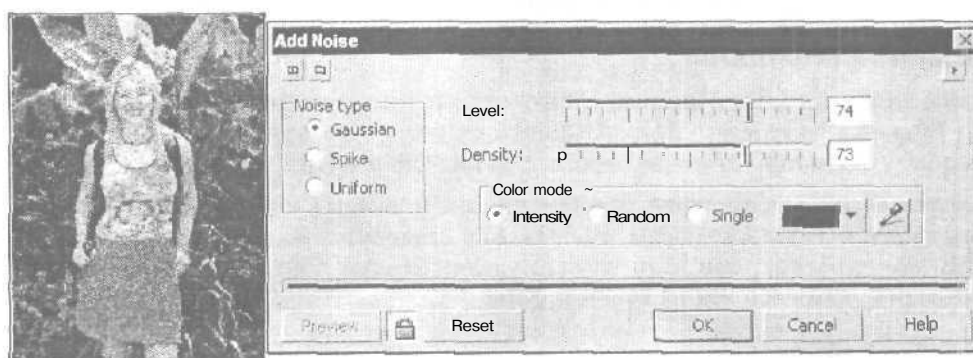 Add Noise
Noise type
Gaussian
Spike
Uniform
Level: 74
Density: p 73
Color mode ~
Intensity Random Single
Preview Reset OK Cancel Help